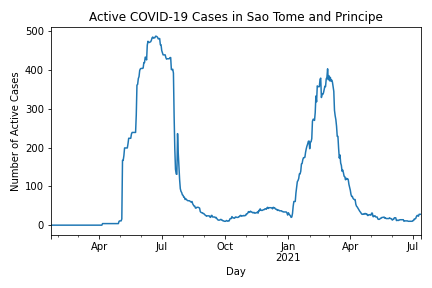 Active COVID-19 Cases in Sao Tome and Principe
500
400
300
200
100
0
Number of Active Cases
Apr
Jul
Oct
Jan
2021
Apr
Jul
Day